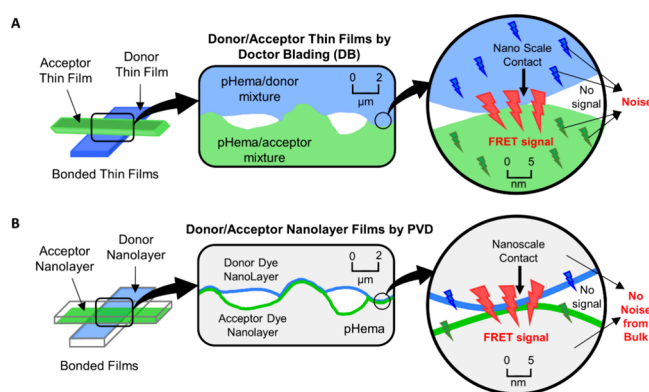 A
Donor/Acceptor Thin Films by
Doctor Blading (DB)
Acceptor
Thin Film
Donor
Thin Film
Bonded Thin Films
pHema/donor
mixture
0 2
µm
pHema/acceptor
mixture
Nano Scale
Contact
No
signal
Noise
FRET signal
0 5
nm
B
Donor/Acceptor Nanolayer Films by PVD
Acceptor
Nanolayer
Donor
Nanolayer
Bonded Films
Donor Dye
NanoLayer
0 2
µm
Acceptor Dye
Nanolayer
pHema
Nanoscale
Contact
No
signal
No
Noise
from
Bulk
FRET signal
0 5
nm